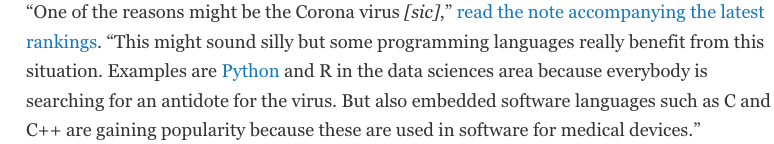 “One of the reasons might be the Corona virus [sic],” read the note accompanying the latest
rankings. “This might sound silly but some programming languages really benefit from this
situation. Examples are Python and R in the data sciences area because everybody is
searching for an antidote for the virus. But also embedded software languages such as C and
C++ are gaining popularity because these are used in software for medical devices.”